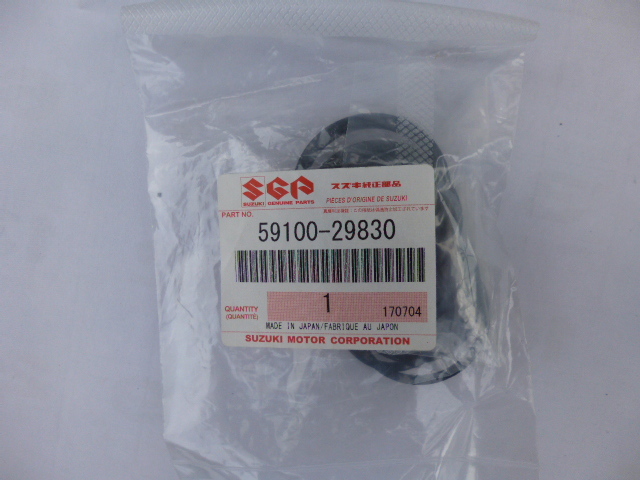 SGP スズキ純正部品
SUZUKI GENUINE PARTS PIÈCES D'ORIGINE DE SUZUKI
PART NO.
59100-29830
QUANTITY
(QUANTITÉ) 1 170704
MADE IN JAPAN/FABRIQUE AU JAPON
SUZUKI MOTOR CORPORATION